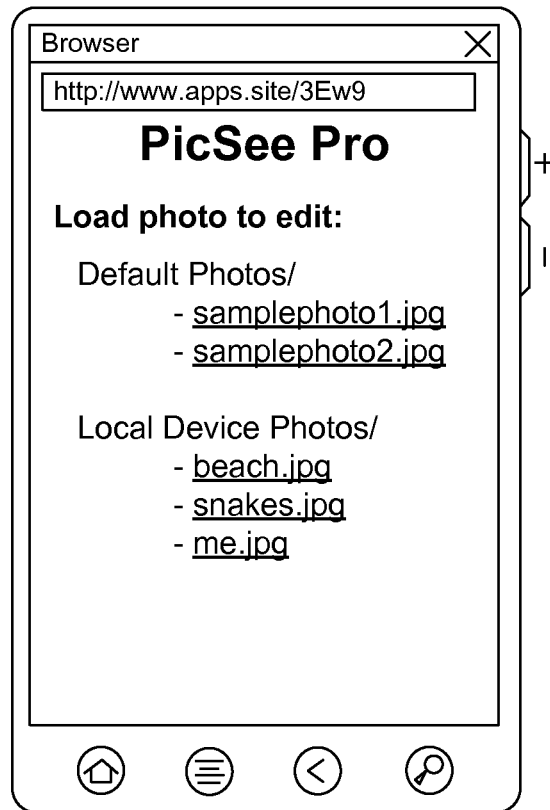 Browser
http://www.apps.site/3Ew9
PicSee Pro
Load photo to edit:
Default Photos/
- samplephoto1.jpg
- samplephoto2.jpg
Local Device Photos/
- beach.jpg
- snakes.jpg
- me.jpg